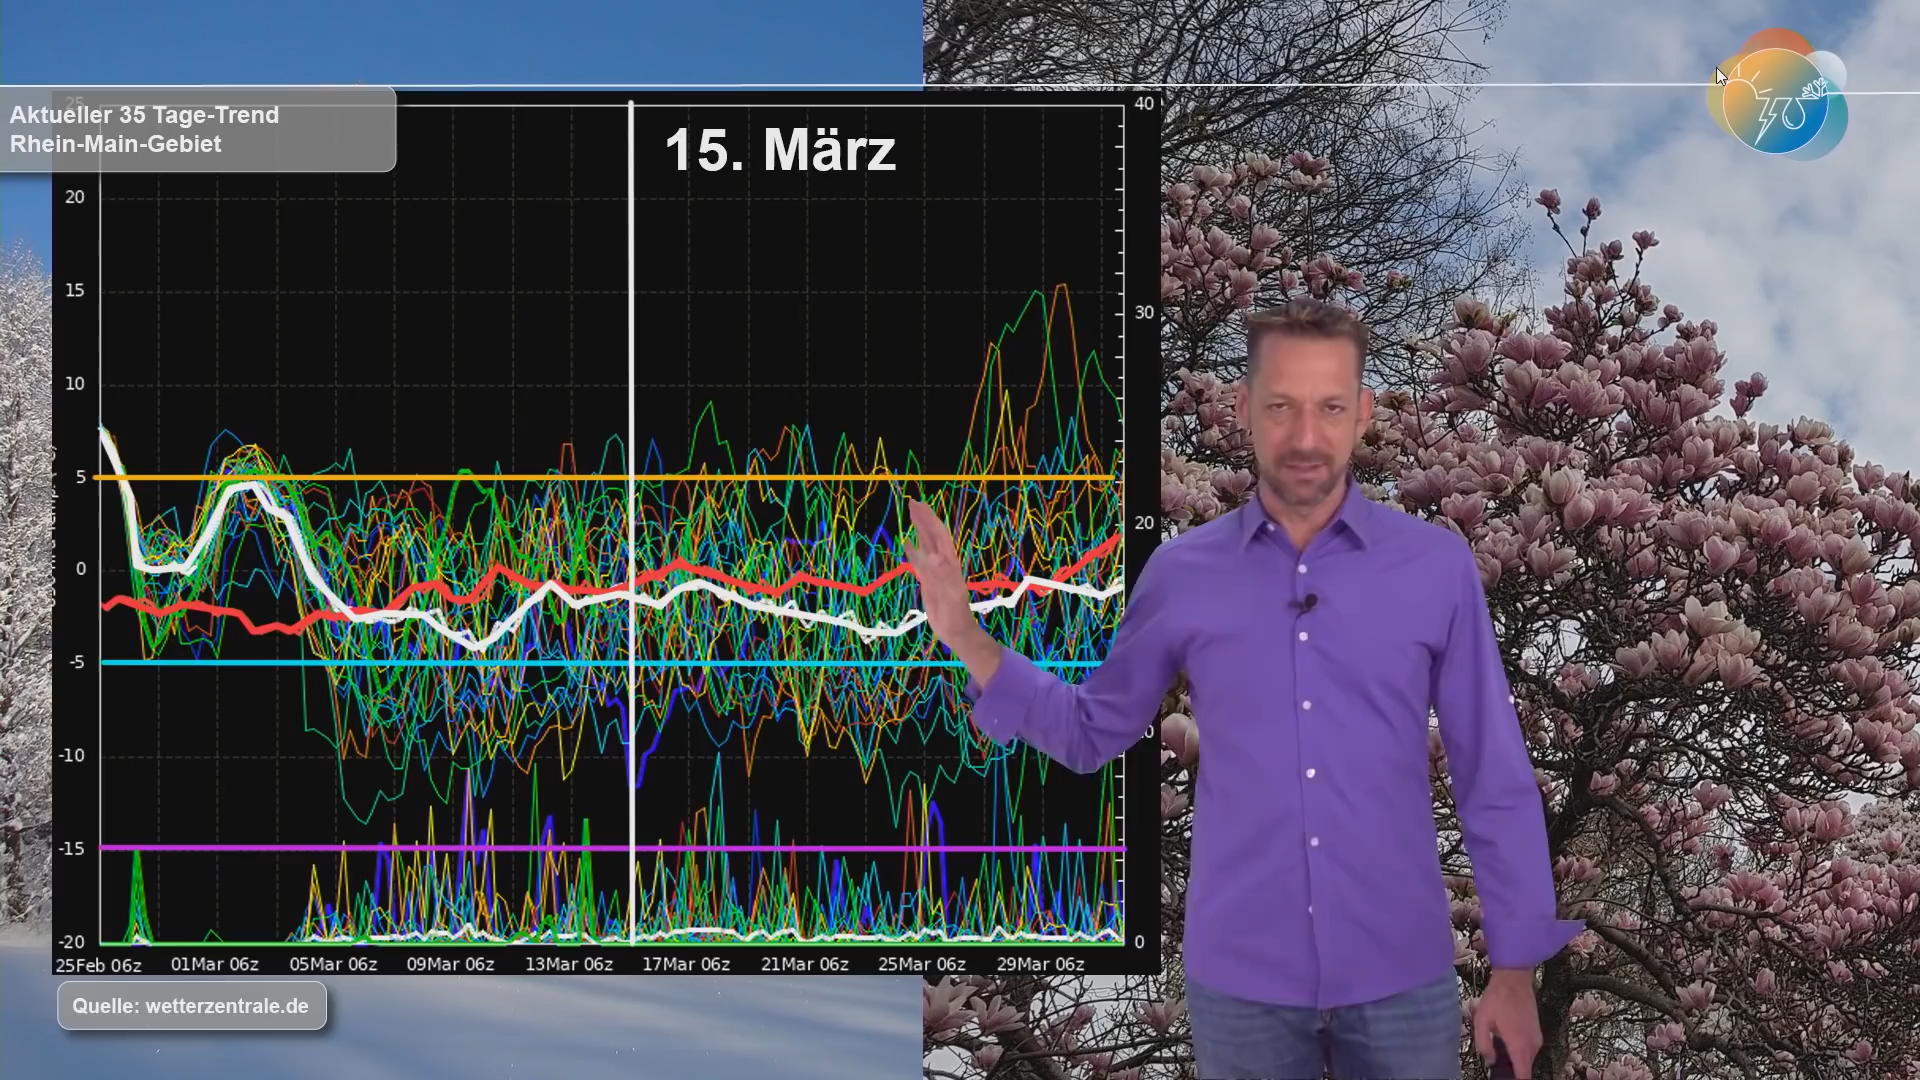 Aktueller 35 Tage-Trend
Rhein-Main-Gebiet
15. März
25
20
15
10
5
0
-5
-10
-15
-20
40
30
20
0
25Feb 06z 01Mar 06z 05Mar 06z 09Mar 06z 13Mar 06z 17Mar 06z 21Mar 06z 25Mar 06z 29Mar 06z
Quelle: wetterzentrale.de